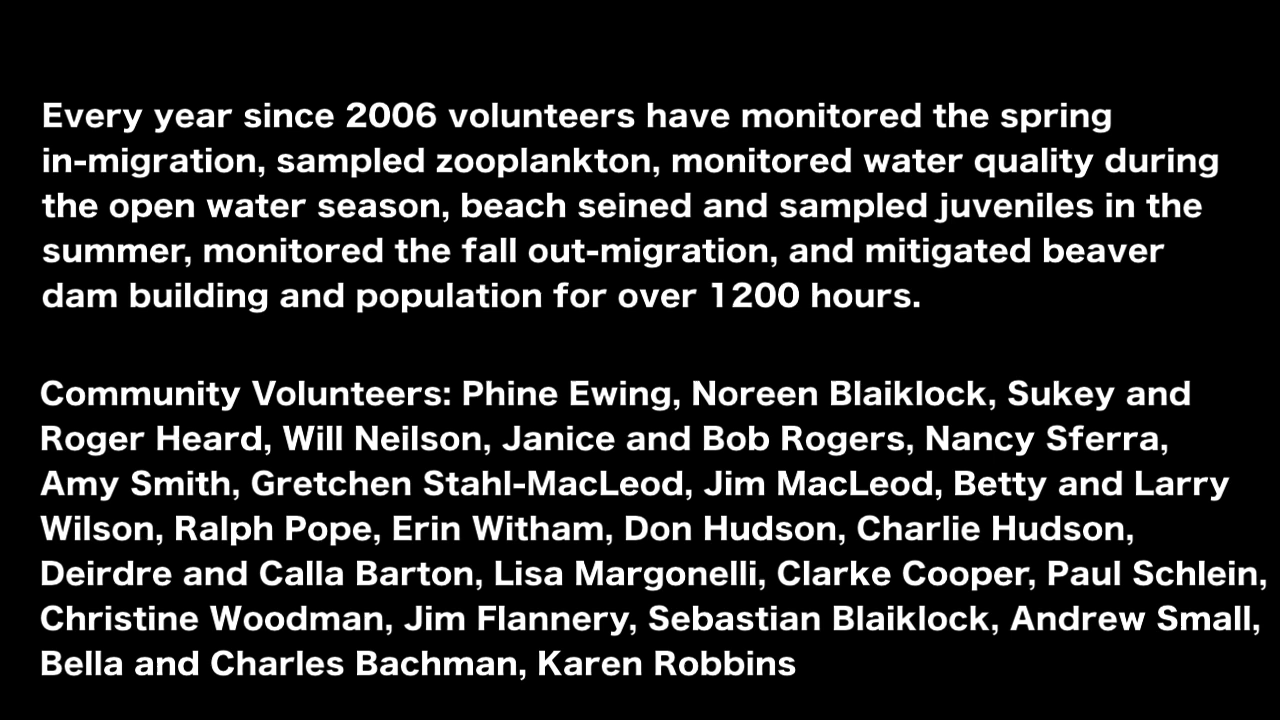 Every year since 2006 volunteers have monitored the spring
in-migration, sampled zooplankton, monitored water quality during
the open water season, beach seined and sampled juveniles in the
summer, monitored the fall out-migration, and mitigated beaver
dam building and population for over 1200 hours.
Community Volunteers: Phine Ewing, Noreen Blaiklock, Sukey and
Roger Heard, Will Neilson, Janice and Bob Rogers, Nancy Sferra,
Amy Smith, Gretchen Stahl-MacLeod, Jim MacLeod, Betty and Larry
Wilson, Ralph Pope, Erin Witham, Don Hudson, Charlie Hudson,
Deirdre and Calla Barton, Lisa Margonelli, Clarke Cooper, Paul Schlein,
Christine Woodman, Jim Flannery, Sebastian Blaiklock, Andrew Small,
Bella and Charles Bachman, Karen Robbins